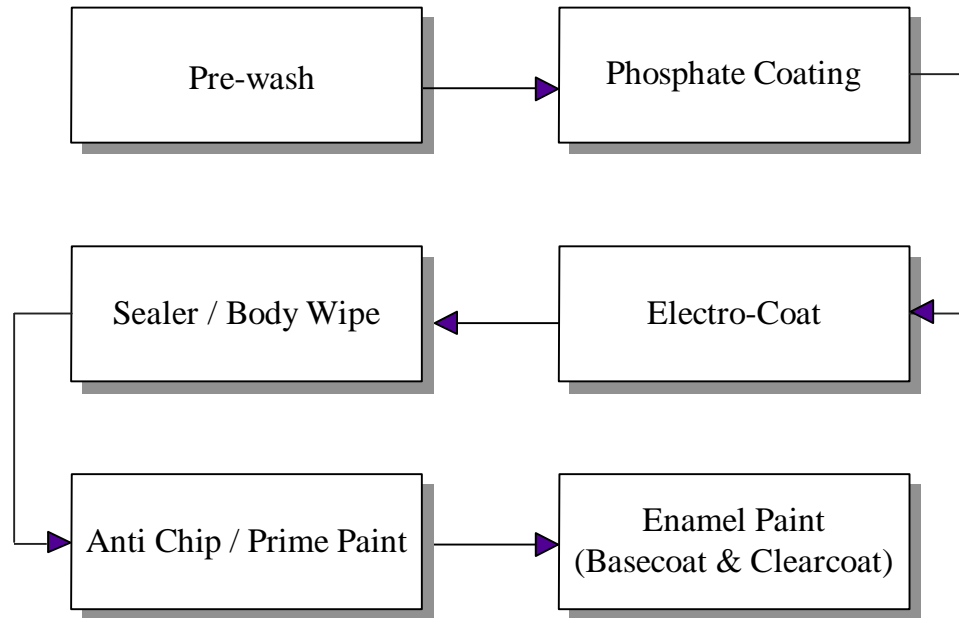 Pre-wash
Phosphate Coating
Sealer / Body Wipe
Electro-Coat
Anti Chip / Prime Paint
Enamel Paint
(Basecoat & Clearcoat)